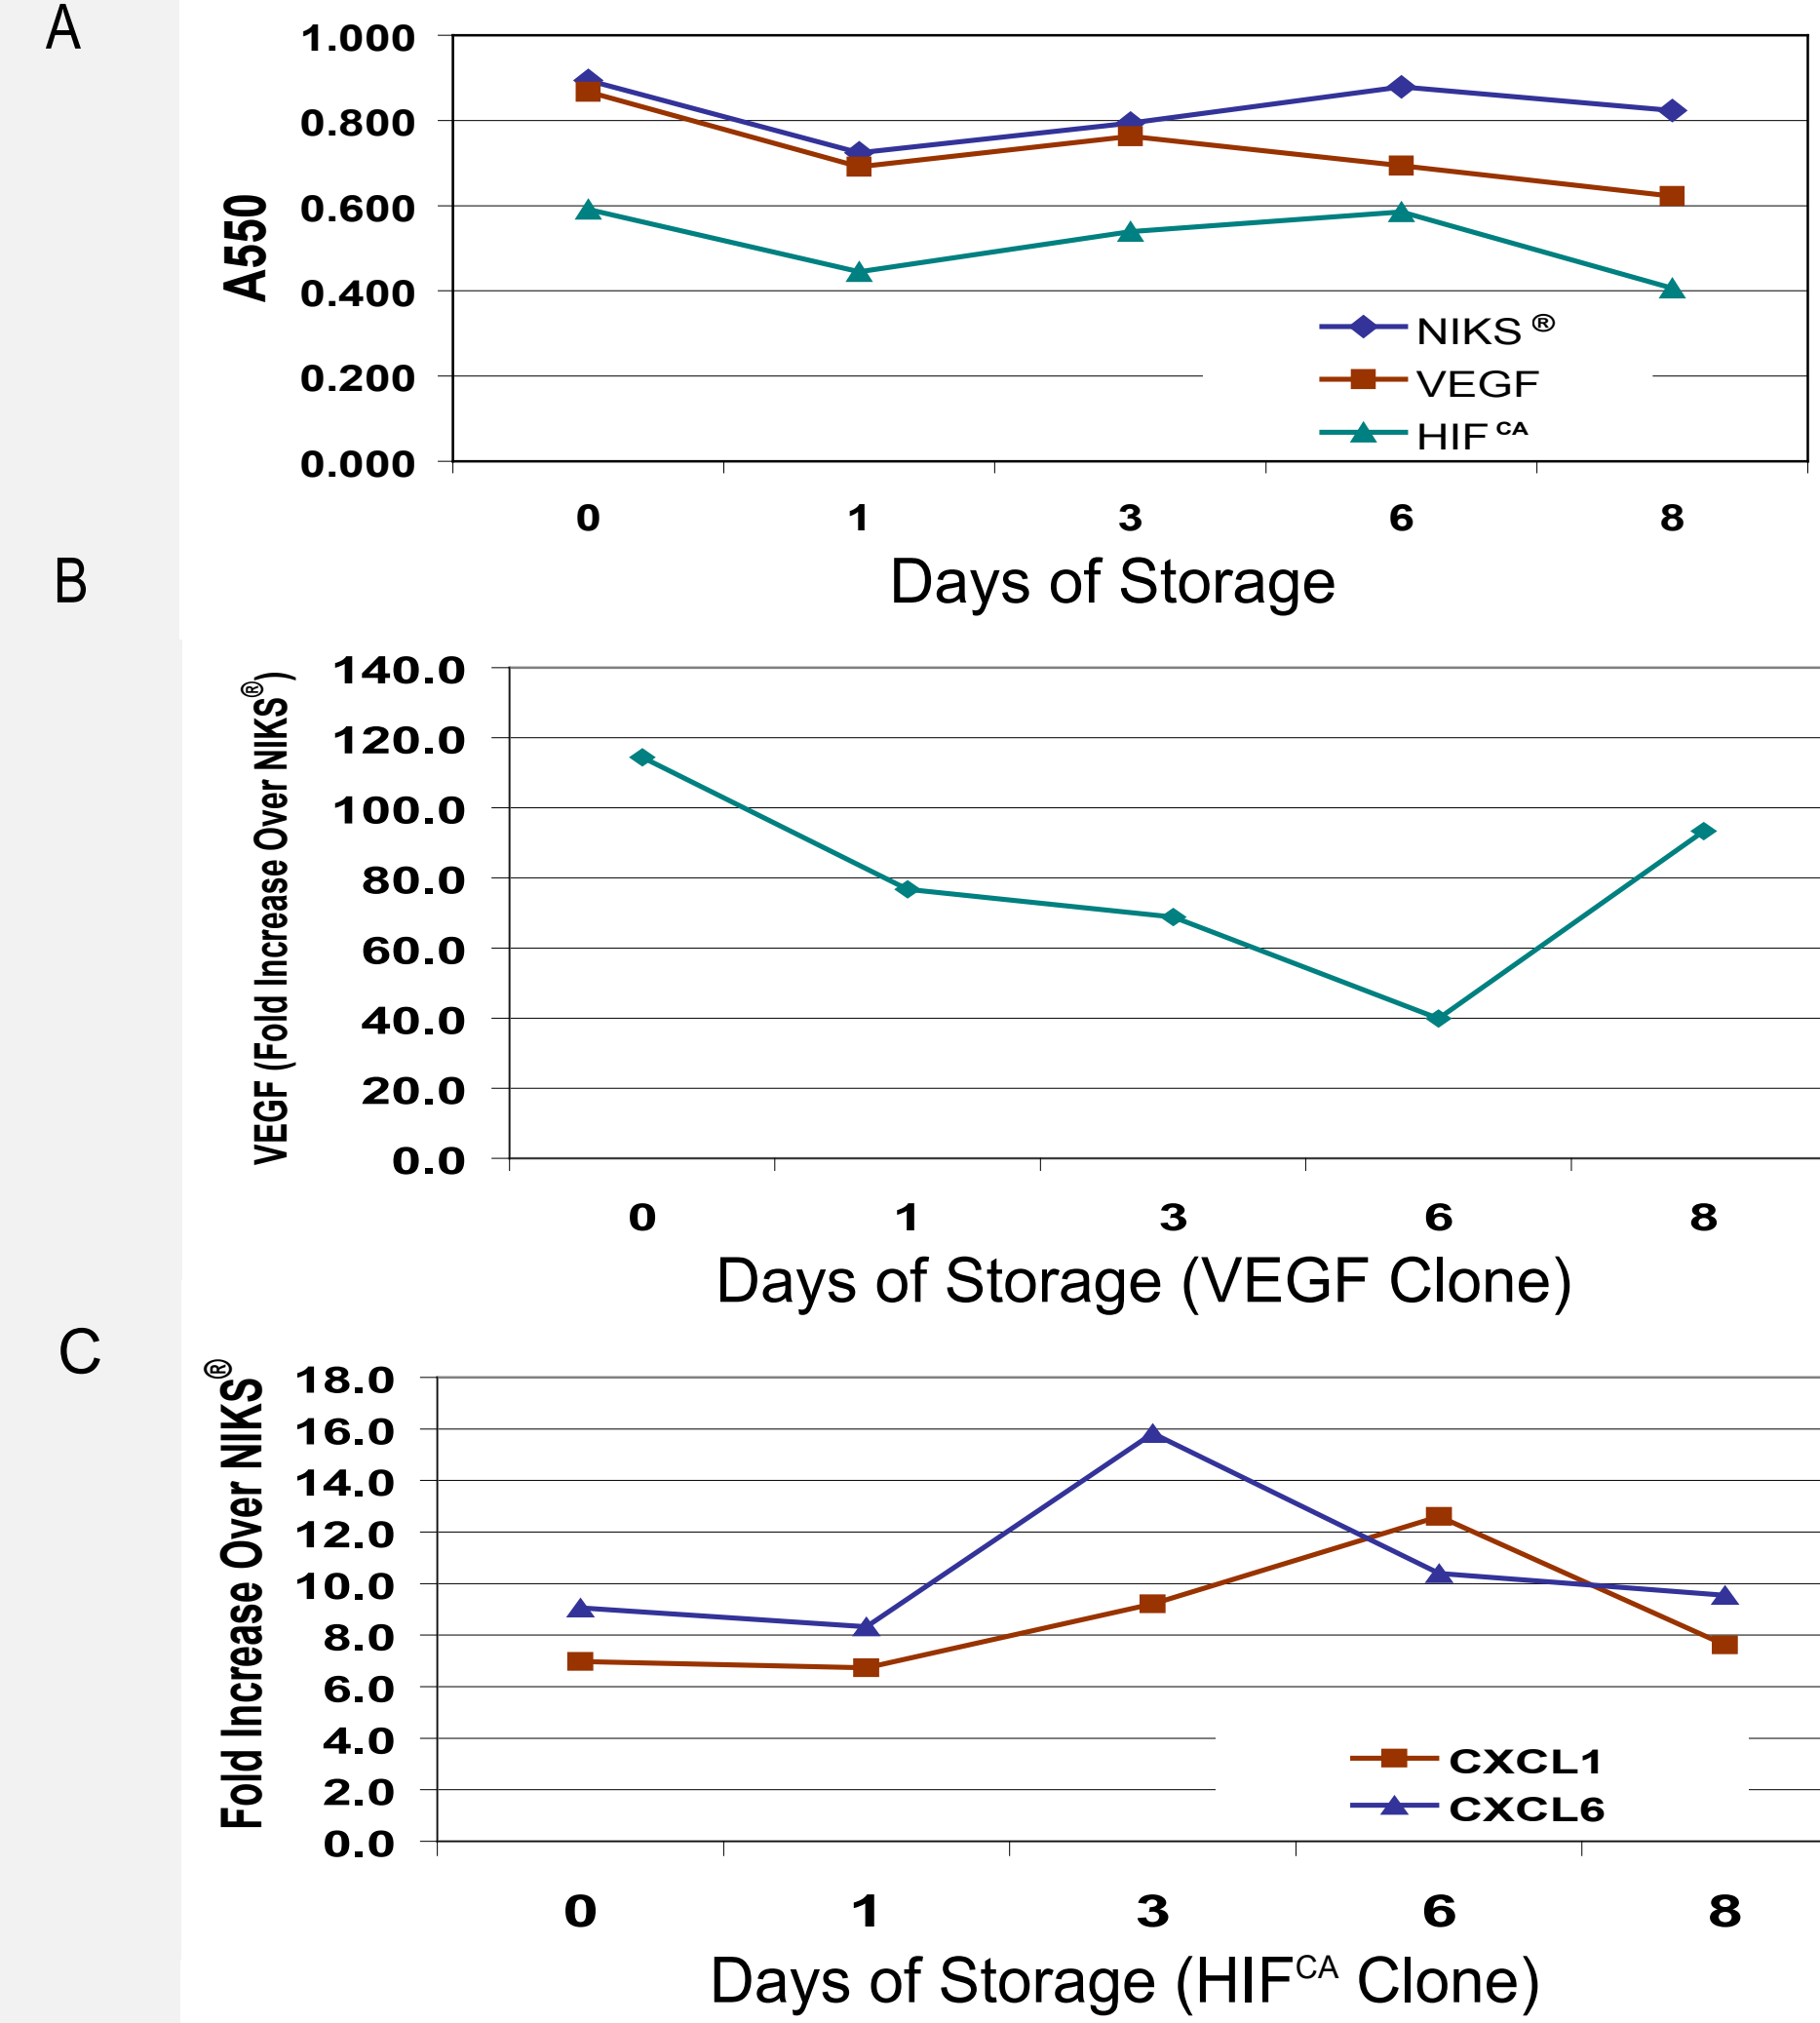 A
1.000
0.800
0.600
0.400
0.200
0.000
A550
NIKS ®
VEGF
HIF CA
0 1 3 6 8
Days of Storage
B
140.0
120.0
100.0
80.0
60.0
40.0
20.0
0.0
VEGF (Fold Increase Over NIKS®)
0 1 3 6 8
Days of Storage (VEGF Clone)
C
18.0
16.0
14.0
12.0
10.0
8.0
6.0
4.0
2.0
0.0
Fold Increase Over NIKS®
CXCL1
CXCL6
0 1 3 6 8
Days of Storage (HIFCA Clone)